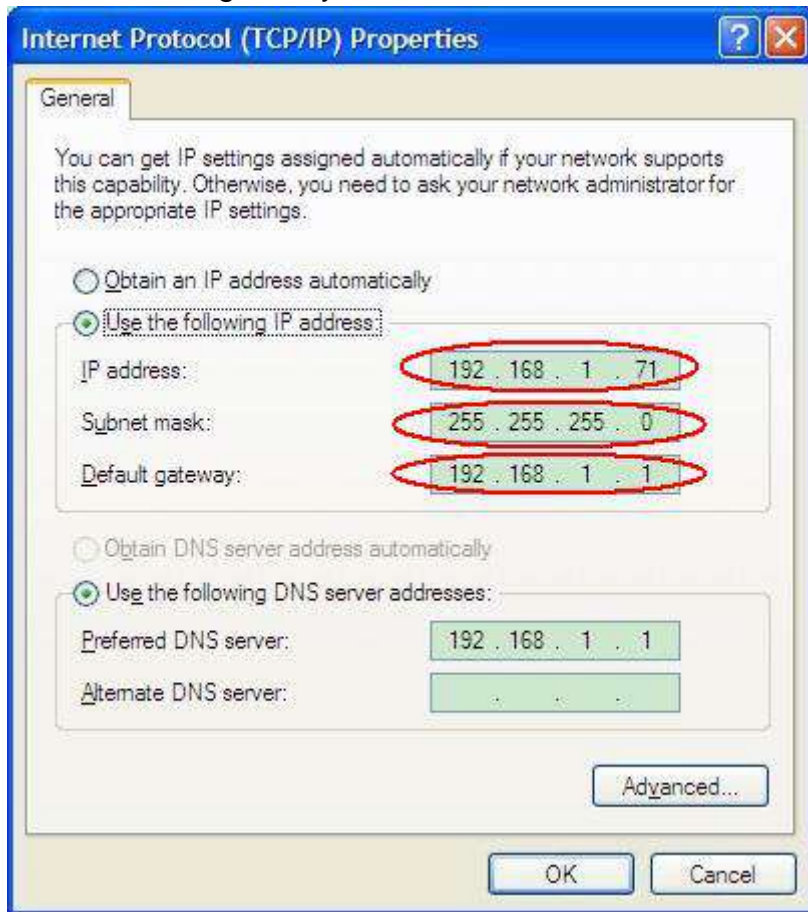 Internet Protocol (TCP/IP) Properties
General
You can get IP settings assigned automatically if your network supports
this capability. Otherwise, you need to ask your network administrator for
the appropriate IP settings.
Obtain an IP address automatically
Use the following IP address:
IP address: 192 . 168 . 1 . 71
Subnet mask: 255 . 255 . 255 . 0
Default gateway: 192 . 168 . 1 . 1
Obtain DNS server address automatically
Use the following DNS server addresses:
Preferred DNS server: 192 . 168 . 1 . 1
Alternate DNS server: . . .
Advanced...
OK Cancel